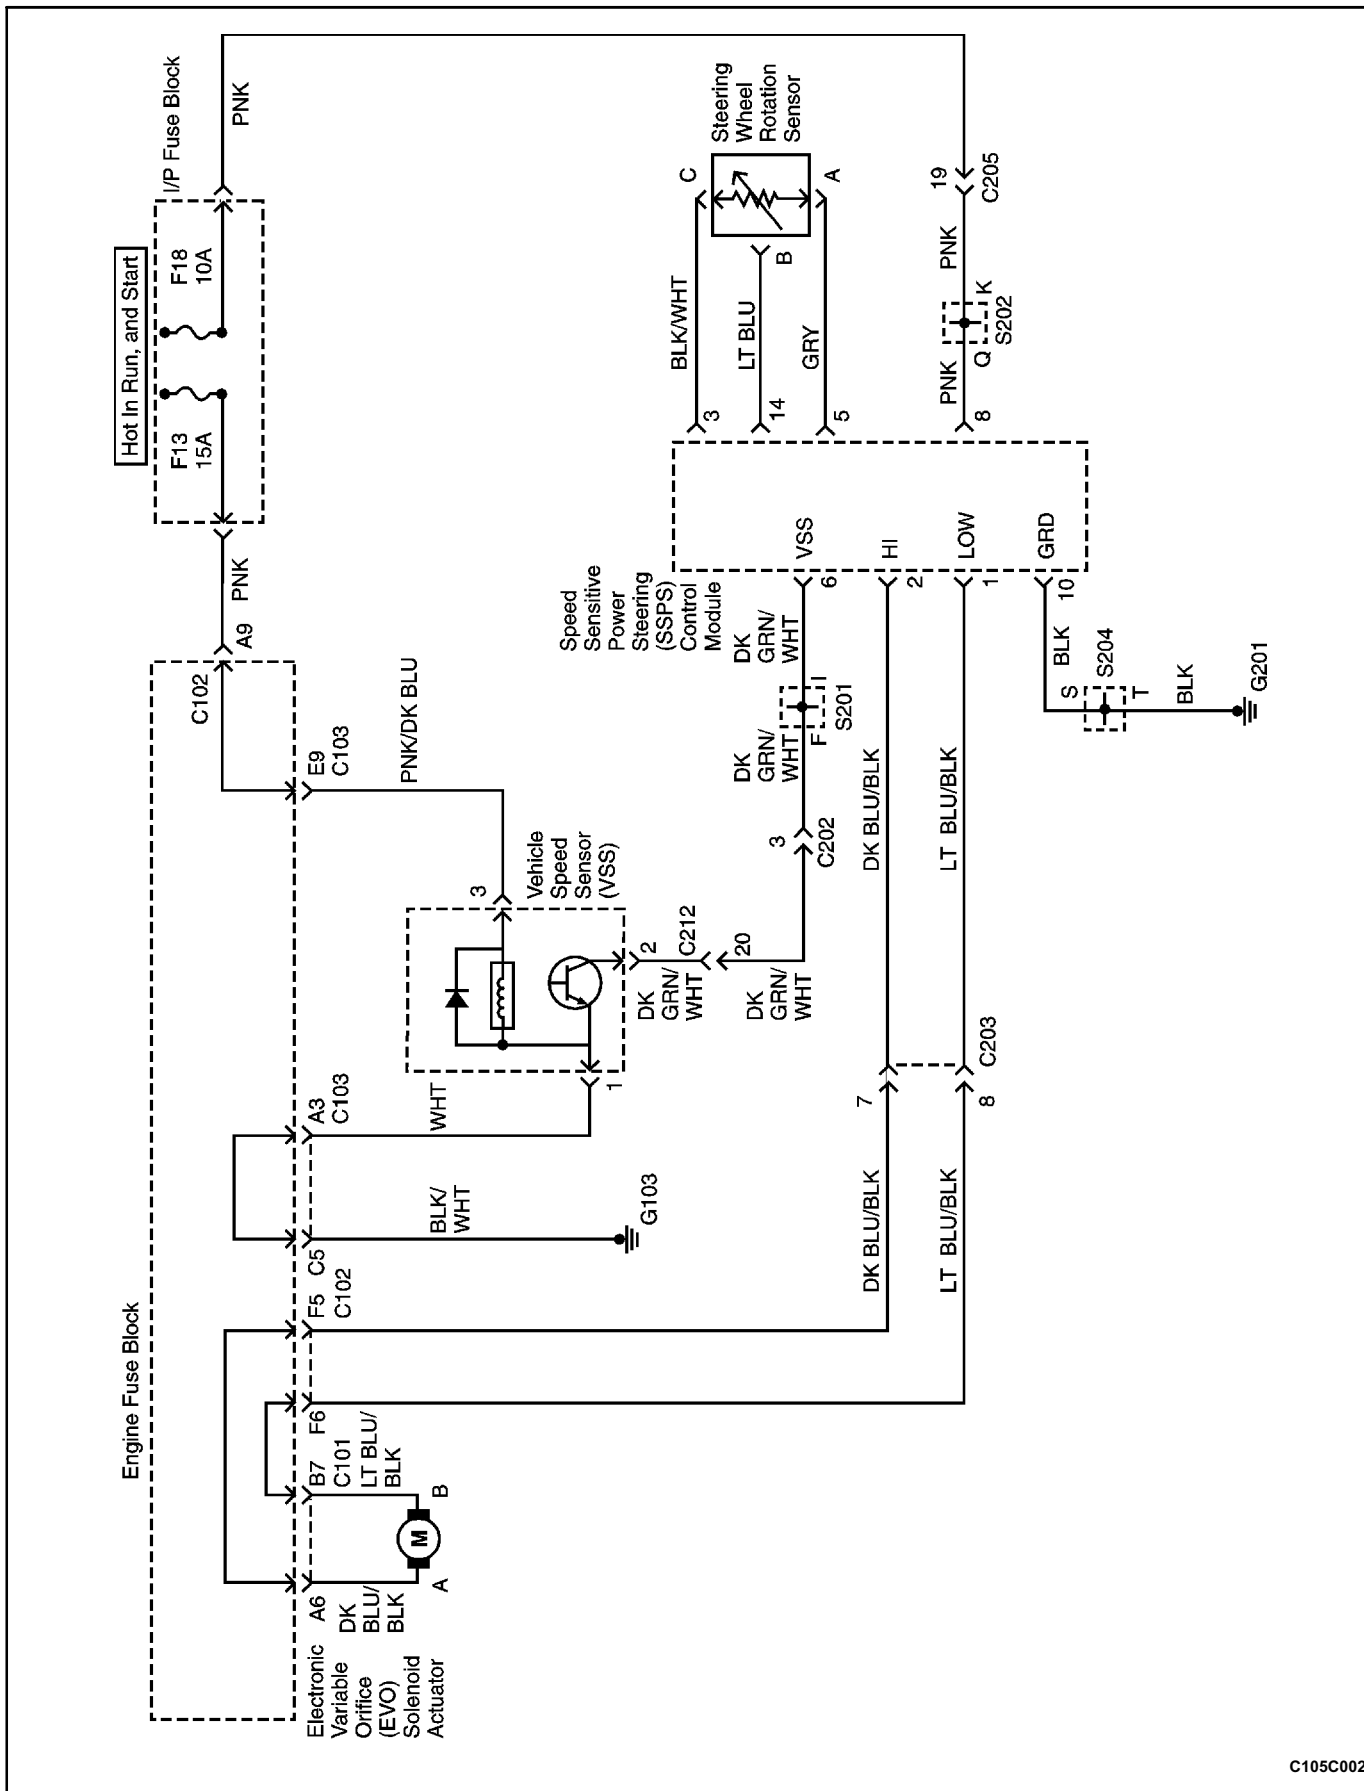 Hot In Run, and Start
I/P Fuse Block
F13
15A
F18
10A
PNK
PNK
A9
C102
Engine Fuse Block
E9
C103
PNK/DK BLU
3
Vehicle
Speed
Sensor
(VSS)
2
C212
20
DK
GRN/
WHT
DK
GRN/
WHT
1
WHT
A3
C103
BLK/
WHT
C5
G103
F5
C102
F6
B7
C101
LT BLU/
BLK
B
M
A
A6
DK
BLU/
BLK
Electronic
Variable
Orifice
(EVO)
Solenoid
Actuator
Steering
Wheel
Rotation
Sensor
C
B
A
BLK/WHT
LT BLU
GRY
3
14
5
19
C205
PNK
K
S202
Q
PNK
8
Speed
Sensitive
Power
Steering
(SSPS)
Control
Module
VSS
HI
LOW
GRD
6
2
1
10
DK
GRN/
WHT
I
S201
F
DK
GRN/
WHT
3
C202
DK BLU/BLK
LT BLU/BLK
BLK
S
S204
T
BLK
G201
7
8
C203
DK BLU/BLK
LT BLU/BLK
C105C002